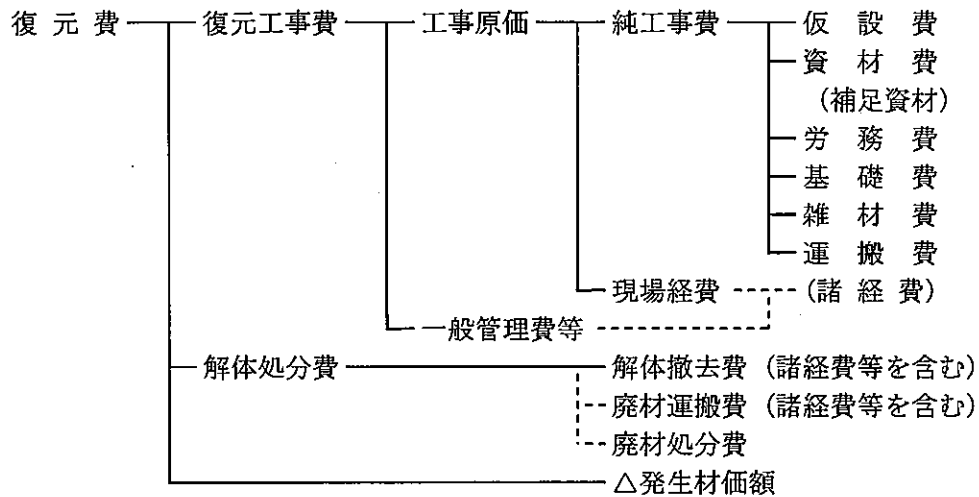 復元費 復元工事費 工事原価 純工事費 仮設費
資材費
(補足資材)
労務費
基礎費
雑材費
運搬費
現場経費 (諸経費)
一般管理費等
解体処分費 解体撤去費 (諸経費等を含む)
廃材運搬費 (諸経費等を含む)
廃材処分費
△発生材価額